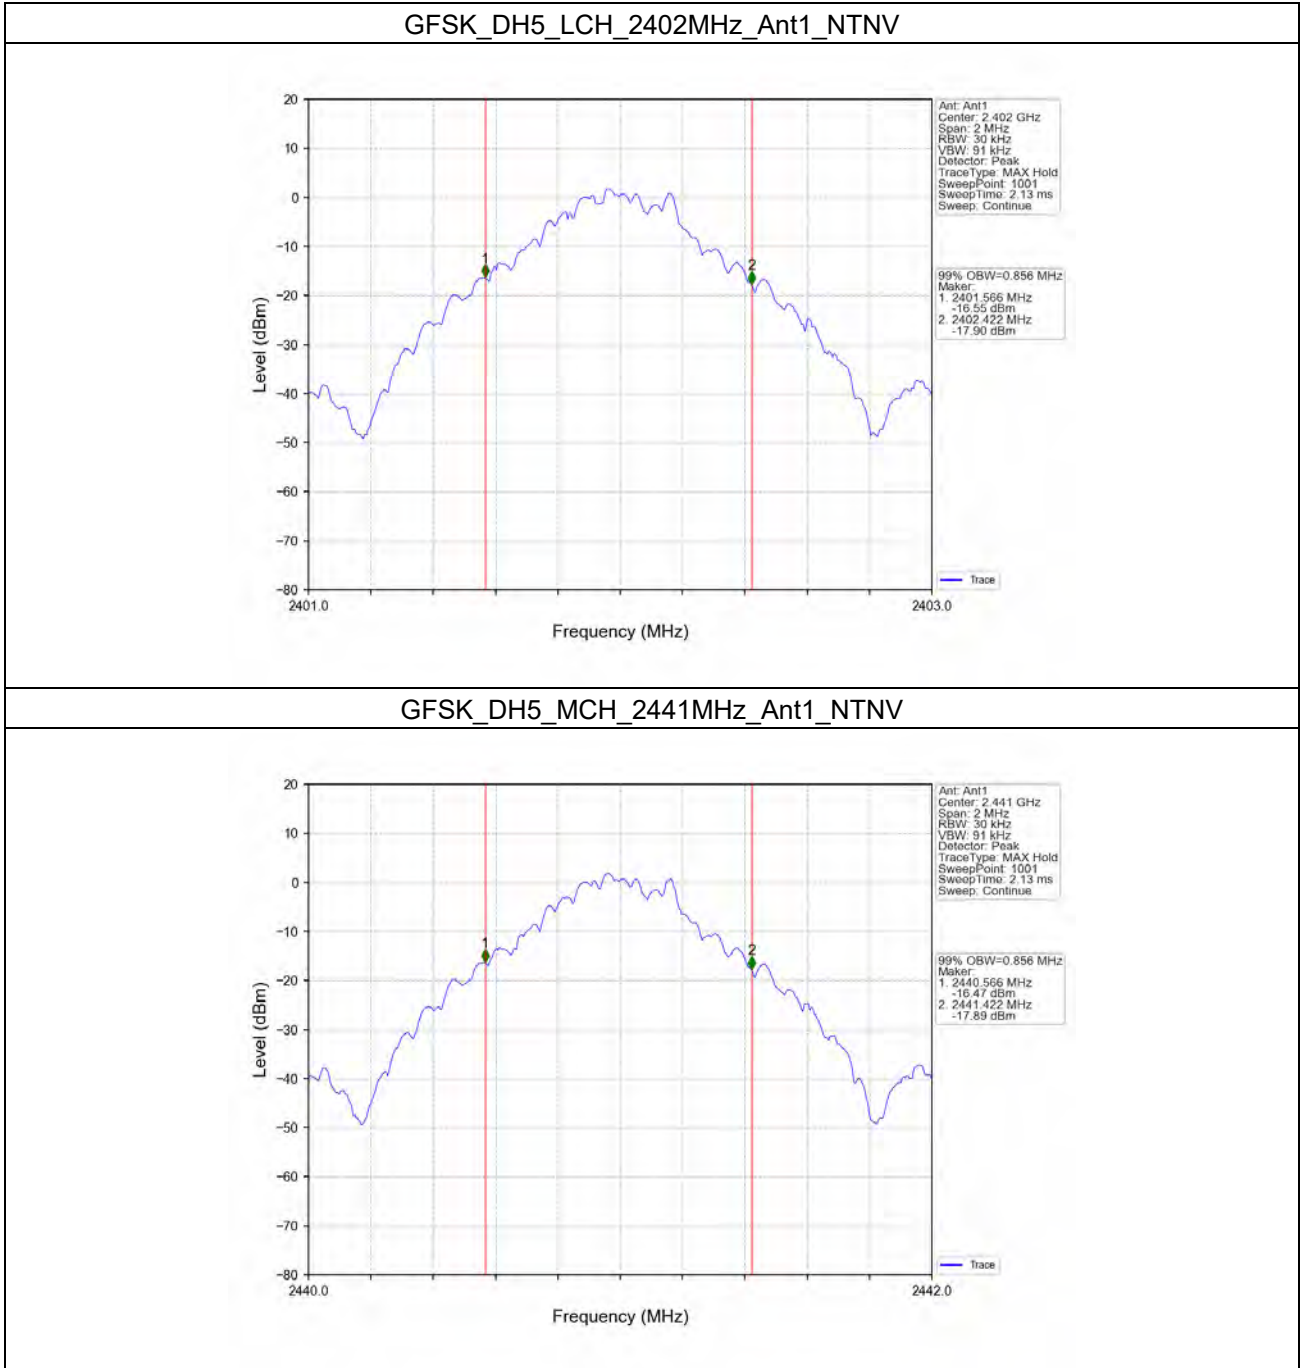 GFSK_DH5_LCH_2402MHz_Ant1_NTNV
20
10
0
−10
−20
−30
−40
−50
−60
−70
−80
Level (dBm)
1
2
2401.0
2403.0
Frequency (MHz)
Ant: Ant1
Center: 2.402 GHz
Span: 2 MHz
RBW: 30 kHz
VBW: 91 kHz
Detector: Peak
TraceType: MAX Hold
SweepPoint: 1001
SweepTime: 2.13 ms
Sweep: Continue
99% OBW=0.856 MHz
Maker:
1. 2401.566 MHz
-16.55 dBm
2. 2402.422 MHz
-17.90 dBm
Trace
GFSK_DH5_MCH_2441MHz_Ant1_NTNV
20
10
0
−10
−20
−30
−40
−50
−60
−70
−80
Level (dBm)
1
2
2440.0
2442.0
Frequency (MHz)
Ant: Ant1
Center: 2.441 GHz
Span: 2 MHz
RBW: 30 kHz
VBW: 91 kHz
Detector: Peak
TraceType: MAX Hold
SweepPoint: 1001
SweepTime: 2.13 ms
Sweep: Continue
99% OBW=0.856 MHz
Maker:
1. 2440.566 MHz
-16.47 dBm
2. 2441.422 MHz
-17.89 dBm
Trace